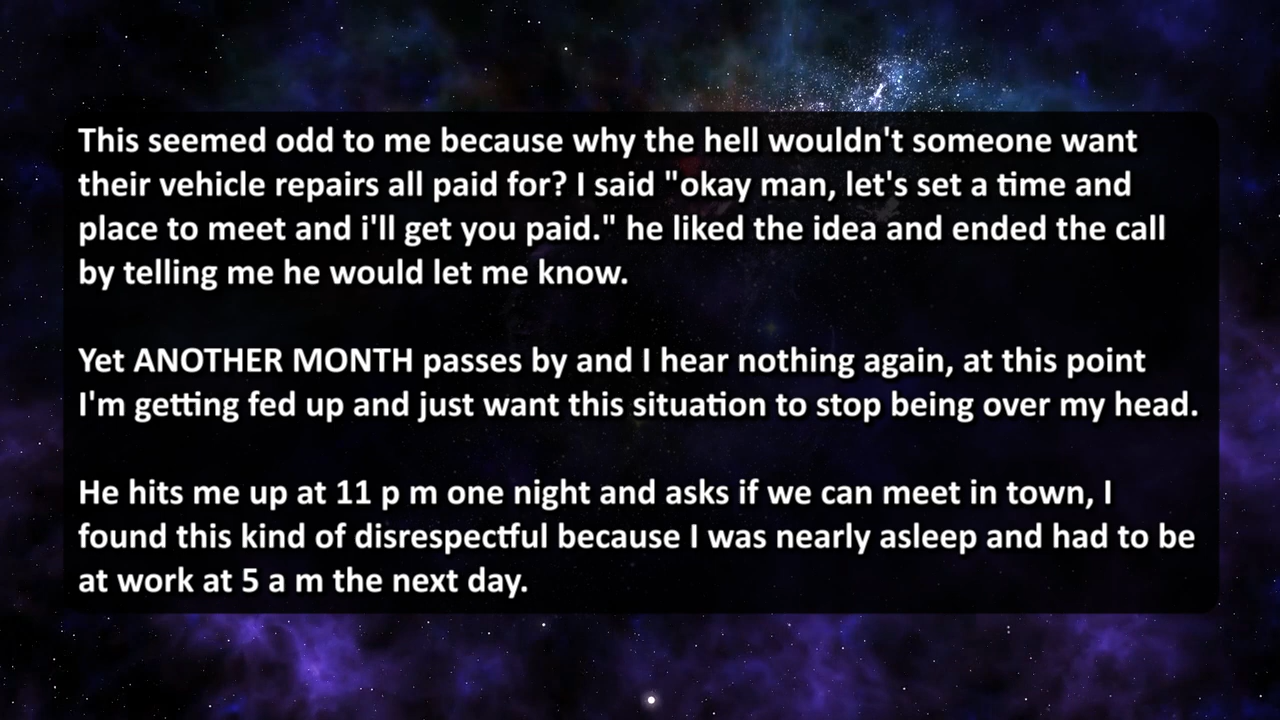 This seemed odd to me because why the hell wouldn't someone want
their vehicle repairs all paid for? I said "okay man, let's set a time and
place to meet and i'll get you paid." he liked the idea and ended the call
by telling me he would let me know.
Yet ANOTHER MONTH passes by and I hear nothing again, at this point
I'm getting fed up and just want this situation to stop being over my head.
He hits me up at 11 p m one night and asks if we can meet in town, I
found this kind of disrespectful because I was nearly asleep and had to be
at work at 5 a m the next day.